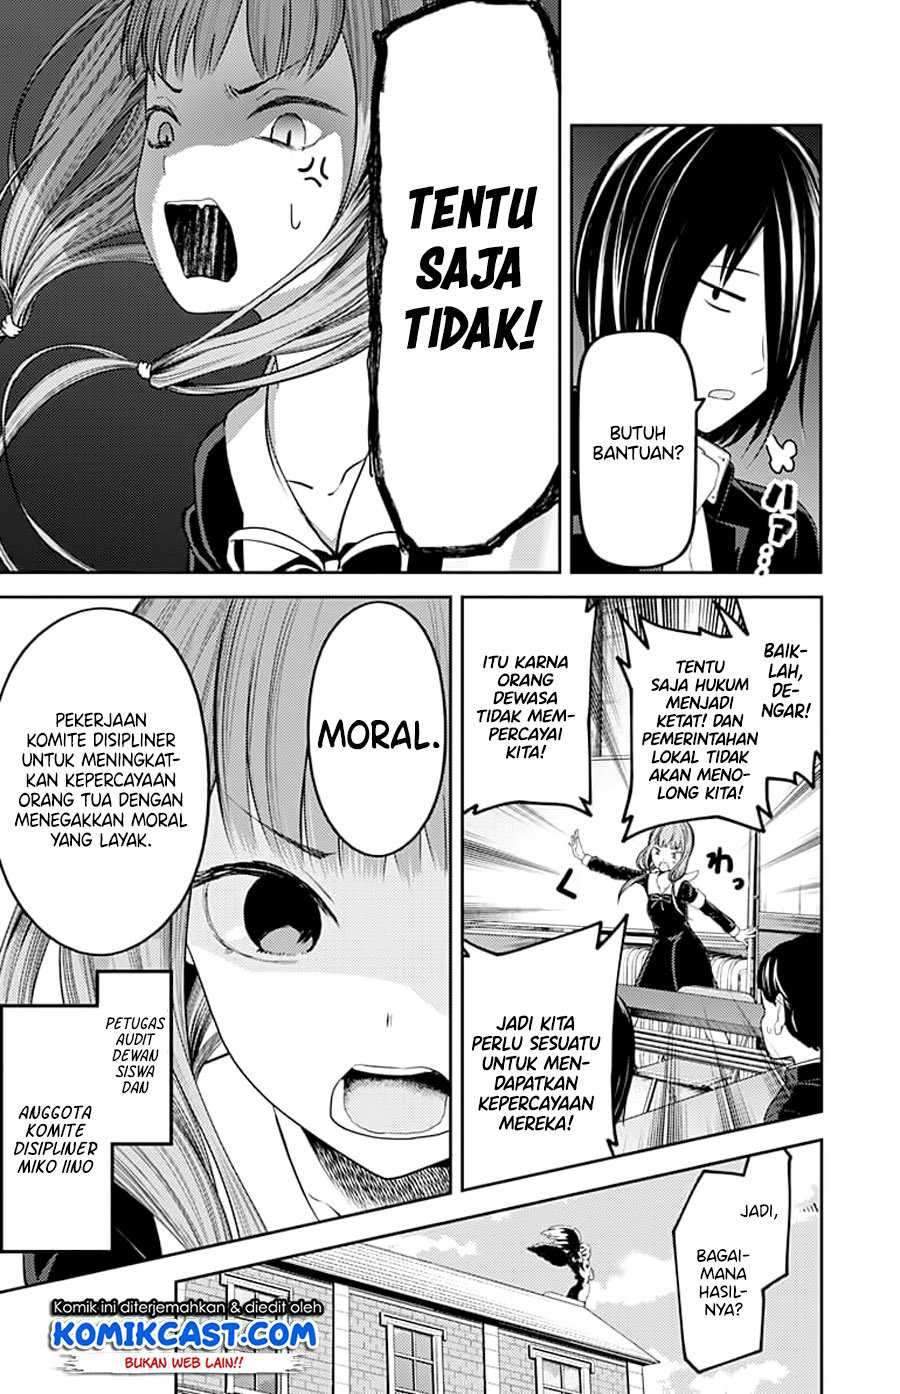 BUTUH
BANTUAN?
ハァ…
TENTU
SAJA
TIDAK!
BAIK-
LAH,
DE-
NGAR!
TENTU
SAJA HUKUM
MENJADI
KETAT! DAN
PEMERINTAHAN
LOKAL TIDAK
AKAN MENO-
LONG KITA!
ITU KARNA
ORANG
DEWASA
TIDAK MEM-
PERCAYAI
KITA!
わっ
く
JADI KITA
PERLU SESUATU
UNTUK MEN-
DAPATKAN
KEPERCAYAAN
MEREKA!
MORAL.
PEKERJAAN
KOMITE DISIPLINER
UNTUK MENINGKAT-
KAN KEPERCAYAAN
ORANG TUA DENGAN
MENEGAKKAN MORAL
YANG LAYAK.
PETUGAS
AUDIT
DEWAN
SISWA
DAN
ANGGOTA
KOMITE
DISIPLINER
MIKO IINO
JADI,
BAGAI-
MANA
HASIL-
NYA?
Komik ini diterjemahkan & diedit oleh
KOMIKCAST.COM
BUKAN WEB LAIN!!